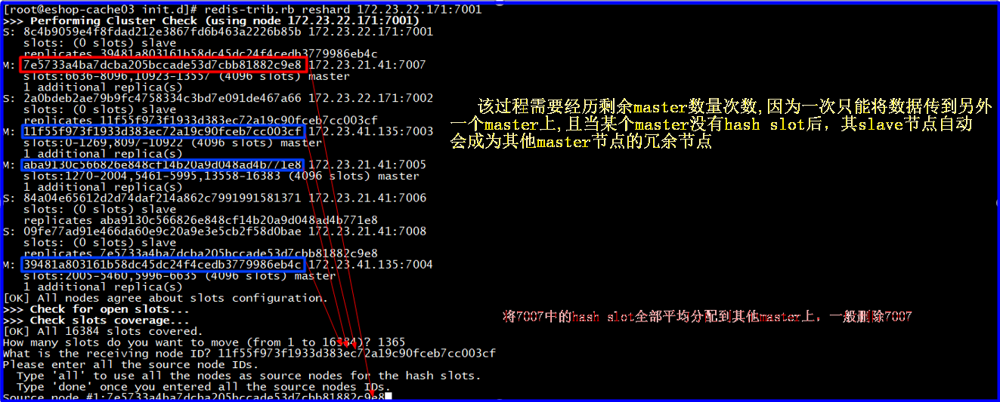 [root@eshop-cache03 init.d]# redis-trib.rb reshard 172.23.22.171:7001
>>> Performing Cluster Check (using node 172.23.22.171:7001)
S: 8c4b9059e4f8fdad212e3867fd6b463a2226b85b 172.23.22.171:7001
slots: (0 slots) slave
replicates 39481a803161b58dc45dc24f4cedb3779986eb4c
M: 7e5733a4ba7dcba205bccade53d7cbb81882c9e8 172.23.21.41:7007
slots:6636-8096,10923-13557 (4096 slots) master
1 additional replica(s)
S: 2a0bdeb2ae79b9fc4758334c3bd7e091de467a66 172.23.22.171:7002
slots: (0 slots) slave
replicates 11f55f973f1933d383ec72a19c90fceb7cc003cf
M: 11f55f973f1933d383ec72a19c90fceb7cc003cf 172.23.41.135:7003
slots:0-1269,8097-10922 (4096 slots) master
1 additional replica(s)
M: aba9130c566826e848cf14b20a9d048ad4b771e8 172.23.21.41:7005
slots:1270-2004,5461-5995,13558-16383 (4096 slots) master
1 additional replica(s)
S: 84a04e65612d2d74daf214a862c7991991581371 172.23.21.41:7006
slots: (0 slots) slave
replicates aba9130c566826e848cf14b20a9d048ad4b771e8
S: 09fe77ad91e466da60e9c20a9e3e5cb2f58d0bae 172.23.21.41:7008
slots: (0 slots) slave
replicates 7e5733a4ba7dcba205bccade53d7cbb81882c9e8
M: 39481a803161b58dc45dc24f4cedb3779986eb4c 172.23.41.135:7004
slots:2005-5460,5996-6635 (4096 slots) master
1 additional replica(s)
[OK] All nodes agree about slots configuration.
>>> Check for open slots...
>>> Check slots coverage...
[OK] All 16384 slots covered.
How many slots do you want to move (from 1 to 16384)? 1365
What is the receiving node ID? 11f55f973f1933d383ec72a19c90fceb7cc003cf
Please enter all the source node IDs.
Type 'all' to use all the nodes as source nodes for the hash slots.
Type 'done' once you entered all the source nodes IDs.
Source node #1:7e5733a4ba7dcba205bccade53d7cbb81882c9e8
该过程需要经历剩余master数量次数,因为一次只能将数据传到另外
一个master上,且当某个master没有hash slot后，其slave节点自动
会成为其他master节点的冗余节点
将7007中的hash slot全部平均分配到其他master上，一般删除7007